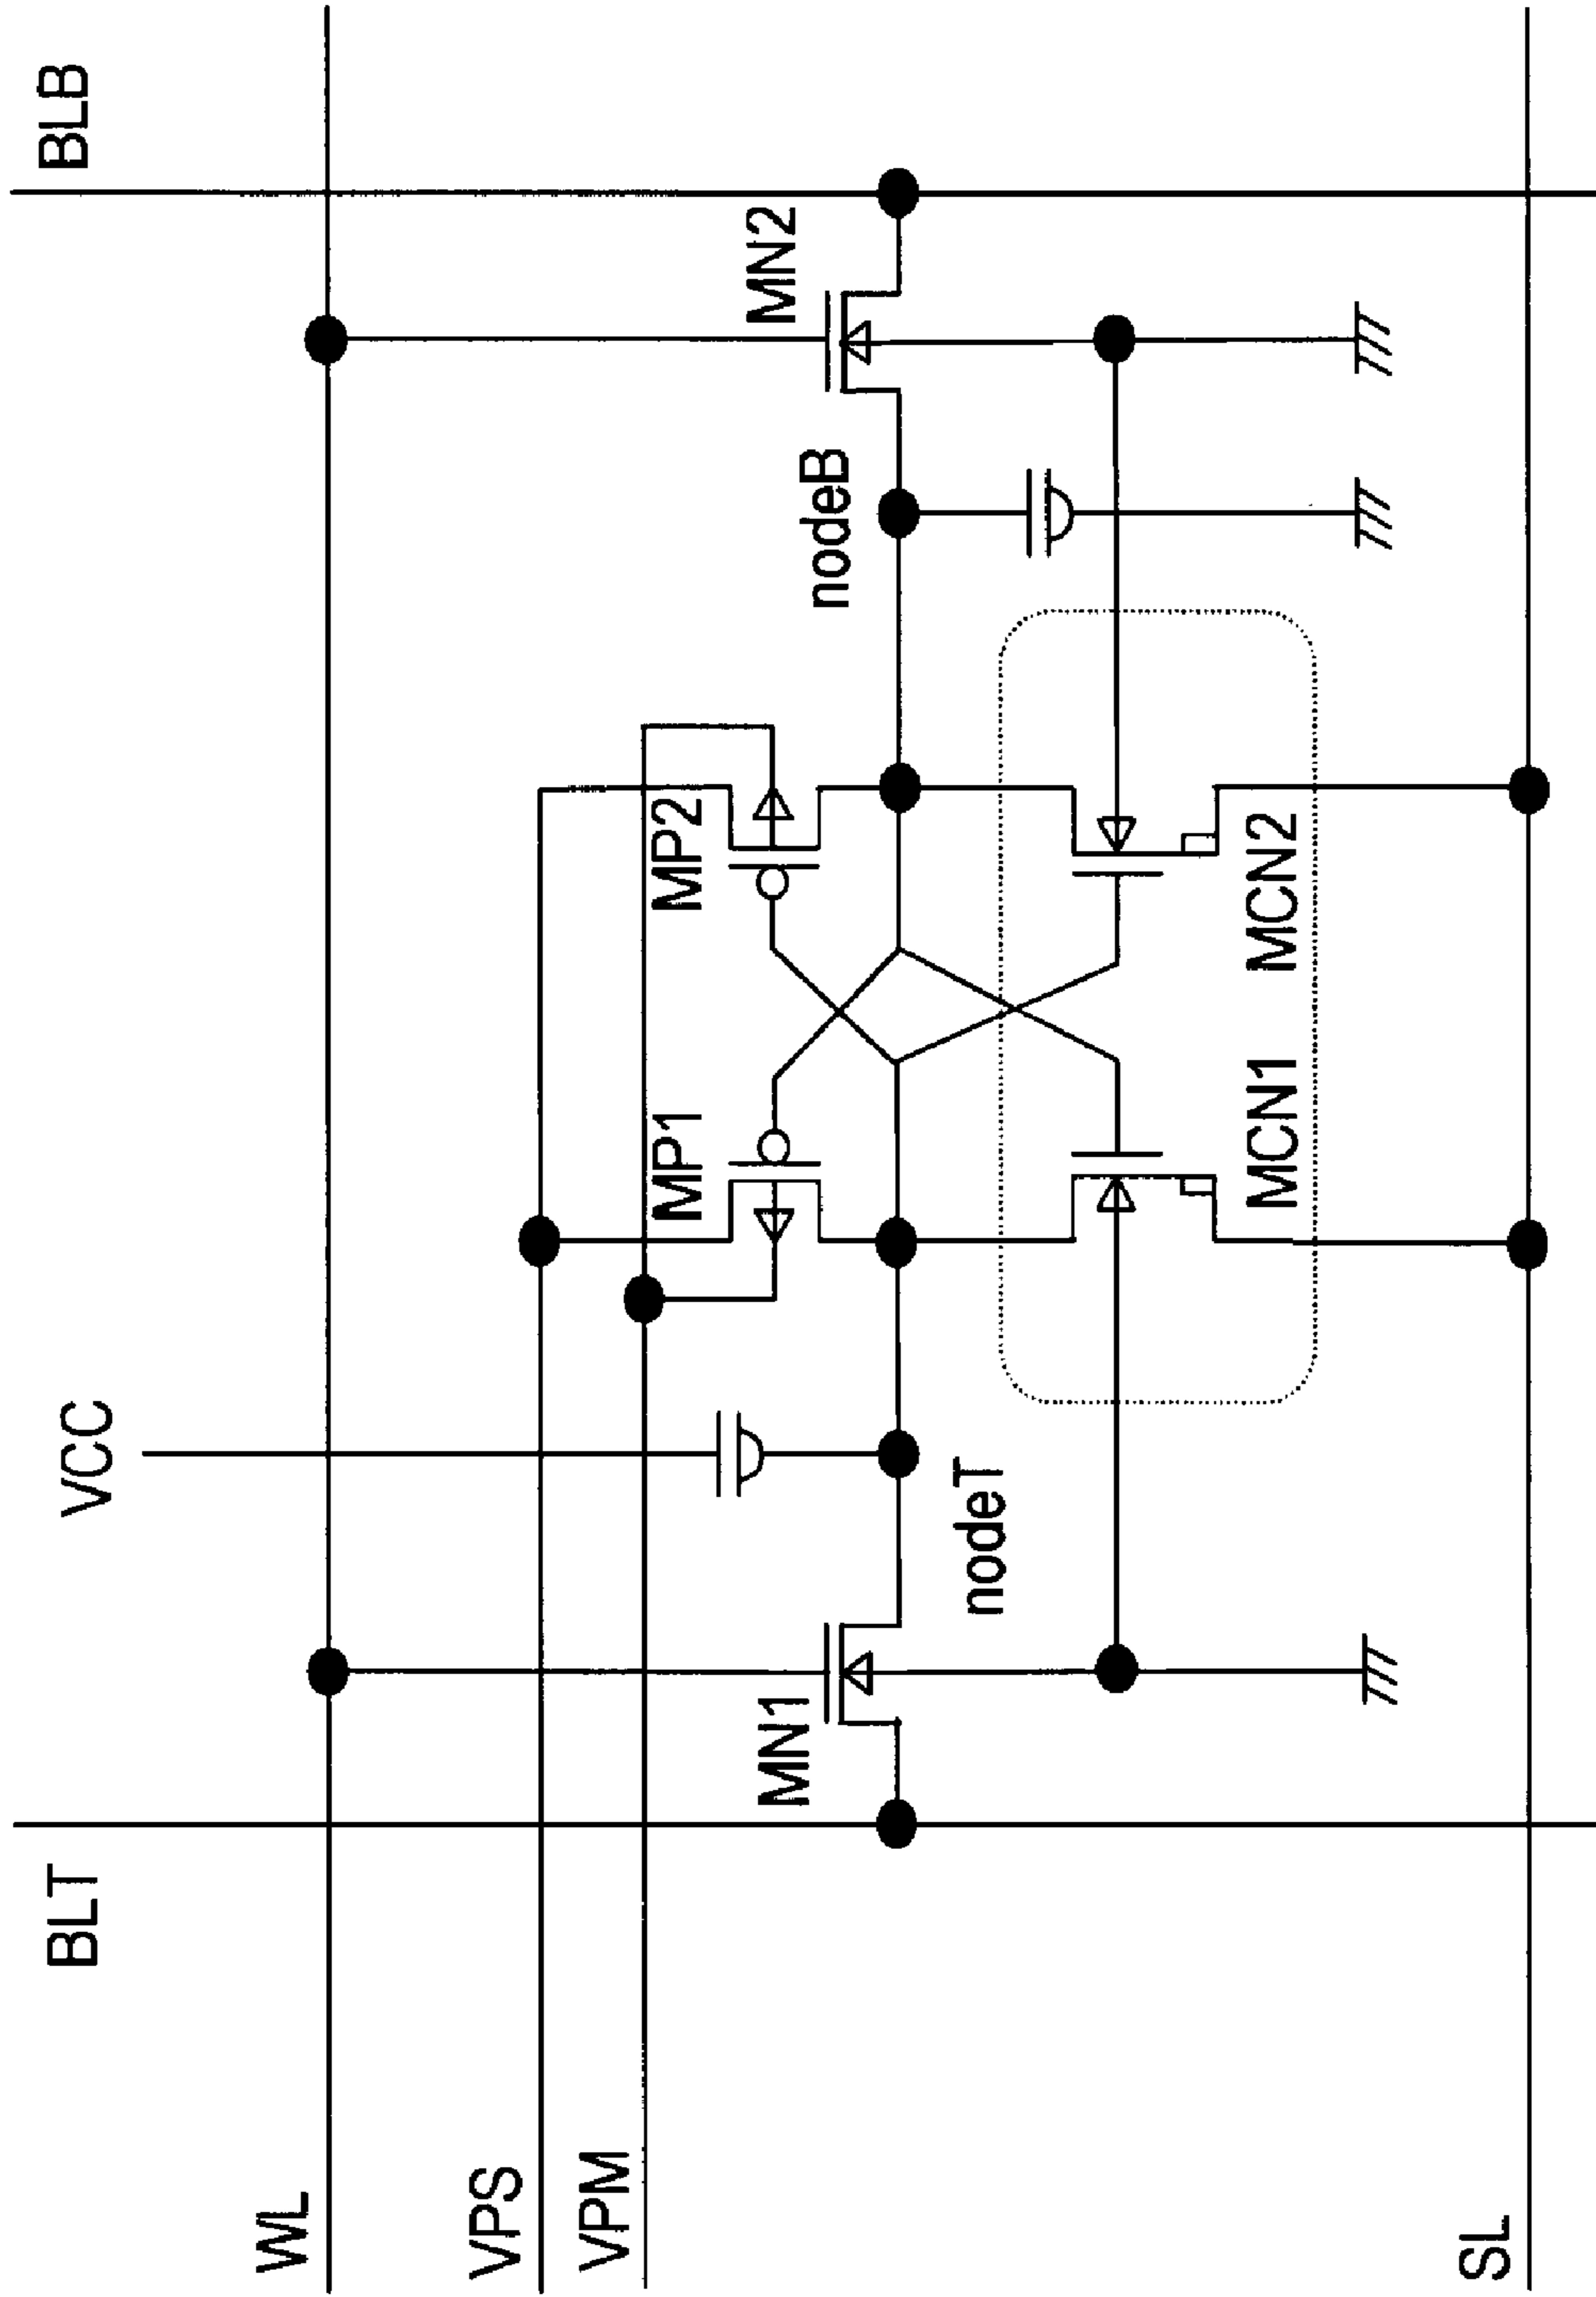 BLT
BLB
VCC
WL
VPS
VPM
MP1
MP2
MN1
MN2
nodeB
nodeT
MCN1
MCN2
SL